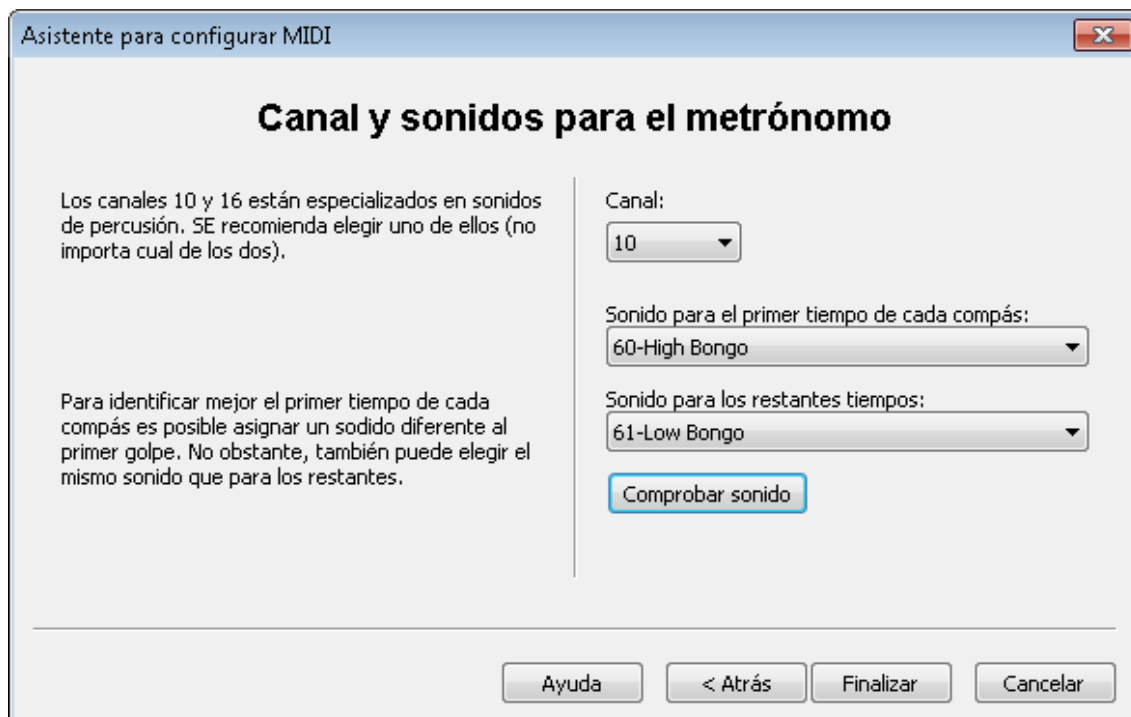 Asistente para configurar MIDI
Canal y sonidos para el metrónomo
Los canales 10 y 16 están especializados en sonidos
de percusión. SE recomienda elegir uno de ellos (no
importa cual de los dos).
Para identificar mejor el primer tiempo de cada
compás es posible asignar un sodido diferente al
primer golpe. No obstante, también puede elegir el
mismo sonido que para los restantes.
Canal:
10
Sonido para el primer tiempo de cada compás:
60-High Bongo
Sonido para los restantes tiempos:
61-Low Bongo
Comprobar sonido
Ayuda
< Atrás
Finalizar
Cancelar